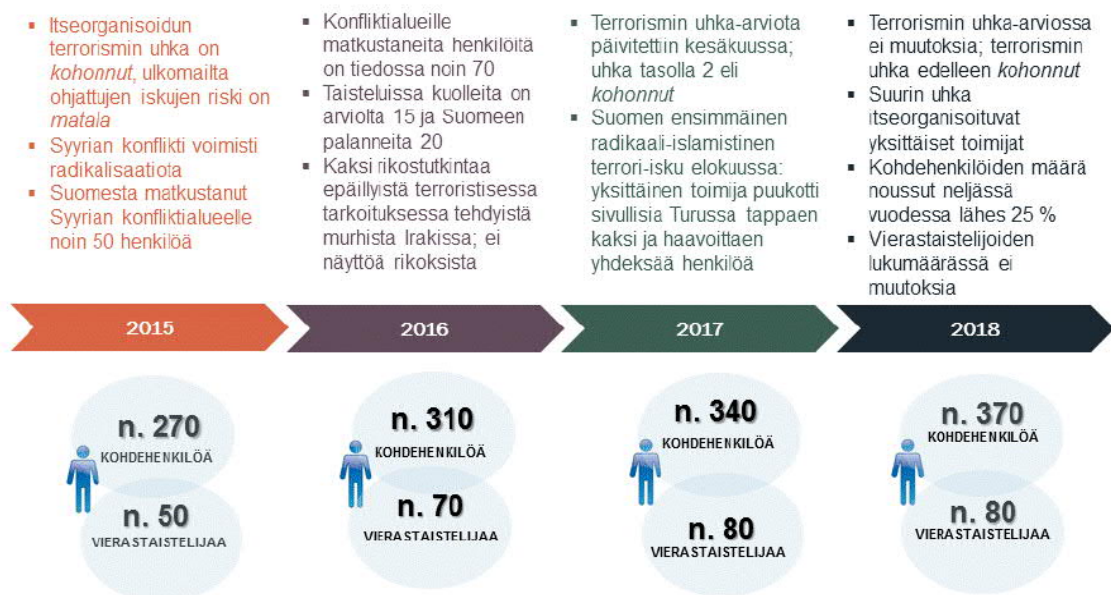 ▪ Itseorganisoidun
terrorismin uhka on
kohonnut, ulkomailta
ohjattujen iskujen riski on
matala
▪ Syyrian konflikti voimisti
radikalisaatiota
▪ Suomesta matkustanut
Syyrian konfliktialueelle
noin 50 henkilöä
▪ Konfliktialueille
matkustaneita henkilöitä
on tiedossa noin 70
▪ Taisteluissa kuolleita on
arviolta 15 ja Suomeen
palanneita 20
▪ Kaksi rikostutkintaa
epäillyistä terroristisessa
tarkoituksessa tehdyistä
murhista Irakissa; ei
näyttöä rikoksista
▪ Terrorismin uhka-arviota
päivitettiin kesäkuussa;
uhka tasolla 2 eli
kohonnut
▪ Suomen ensimmäinen
radikaali-islamistinen
terrori-isku elokuussa:
yksittäinen toimija puukotti
sivullisia Turussa tappaen
kaksi ja haavoittaen
yhdeksää henkilöä
▪ Terrorismin uhka-arviossa
ei muutoksia; terrorismin
uhka edelleen kohonnut
▪ Suurin uhka
itseorganisoituvat
yksittäiset toimijat
▪ Kohdehenkilöiden määrä
noussut neljässä
vuodessa lähes 25 %
▪ Vierastaistelijoiden
lukumäärässä ei
muutoksia
2015
2016
2017
2018
n. 270
KOHDEHENKILÖÄ
n. 50
VIERASTAISTELIJAA
n. 310
KOHDEHENKILÖÄ
n. 70
VIERASTAISTELIJAA
n. 340
KOHDEHENKILÖÄ
n. 80
VIERASTAISTELIJAA
n. 370
KOHDEHENKILÖÄ
n. 80
VIERASTAISTELIJAA